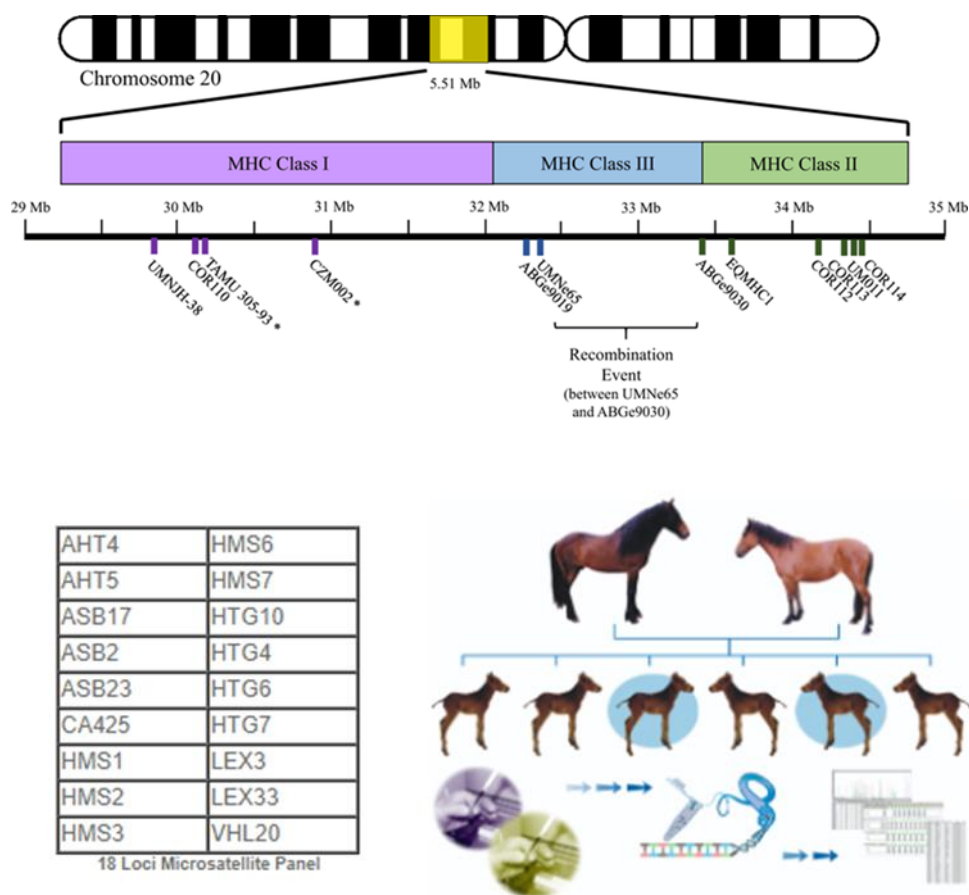 Chromosome 20
5.51 Mb
MHC Class I
MHC Class III
MHC Class II
29 Mb
30 Mb
31 Mb
32 Mb
33 Mb
34 Mb
35 Mb
UMNJH-38
COR110
TAMU 305-93 *
CZM002 *
ABGe9019
UMNe65
ABGe9030
EQMHC1
COR112
COR113
UM011
COR114
Recombination
Event
(between UMNe65
and ABGe9030)
AHT4 HMS6
AHT5 HMS7
ASB17 HTG10
ASB2 HTG4
ASB23 HTG6
CA425 HTG7
HMS1 LEX3
HMS2 LEX33
HMS3 VHL20
18 Loci Microsatellite Panel